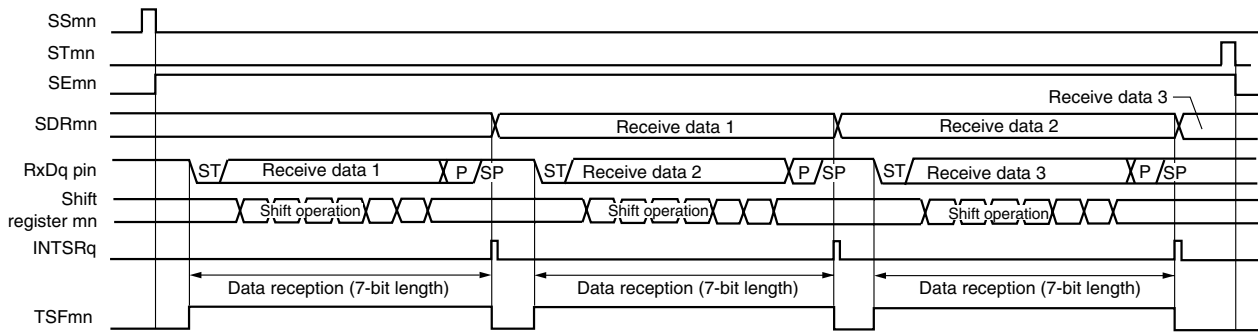 SSmn
STmn
SEmn
Receive data 3
SDRmn
Receive data 1
Receive data 2
RxDq pin
ST
Receive data 1
P
SP
ST
Receive data 2
P
SP
ST
Receive data 3
P
SP
Shift
register mn
Shift operation
Shift operation
Shift operation
INTSRq
Data reception (7-bit length)
Data reception (7-bit length)
Data reception (7-bit length)
TSFmn